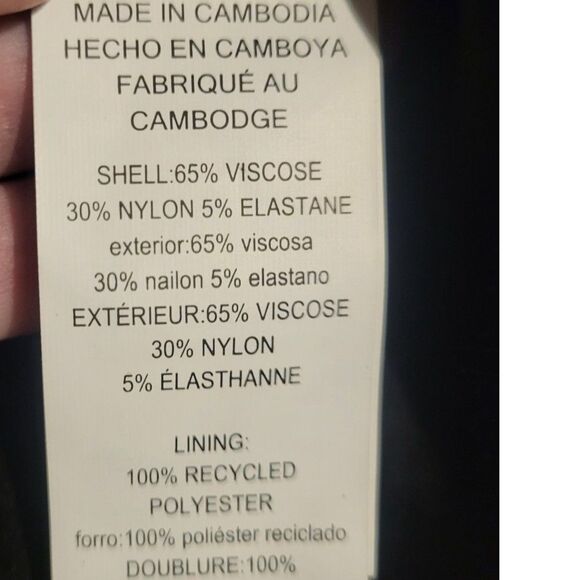 MADE IN CAMBODIA
HECHO EN CAMBOYA
FABRIQUÉ AU
CAMBODGE
SHELL:65% VISCOSE
30% NYLON 5% ELASTANE
exterior:65% viscosa
30% nailon 5% elastano
EXTÉRIEUR:65% VISCOSE
30% NYLON
5% ÉLASTHANNE
LINING:
100% RECYCLED
POLYESTER
forro:100% poliéster reciclado
DOUBLURE:100%